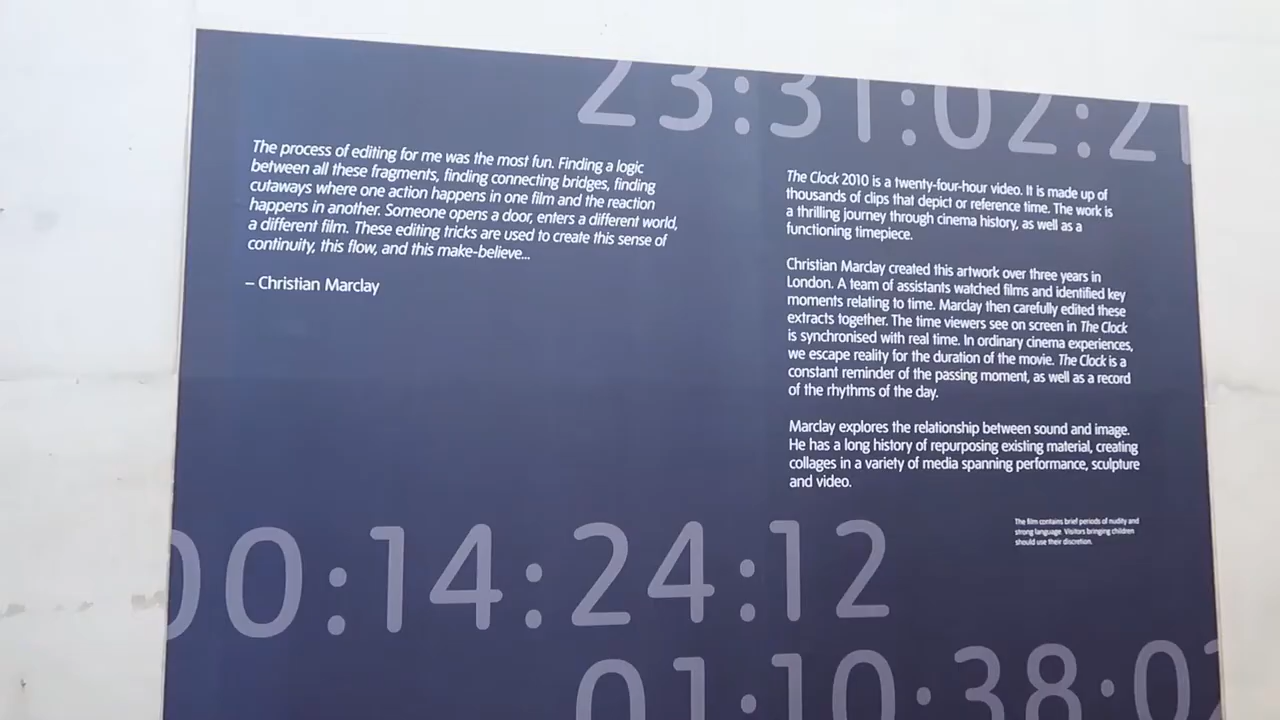 23:31:02:21
The process of editing for me was the most fun. Finding a logic
between all these fragments, finding connecting bridges, finding
cutaways where one action happens in one film and the reaction
happens in another. Someone opens a door, enters a different world,
a different film. These editing tricks are used to create this sense of
continuity, this flow, and this make-believe...
– Christian Marclay
The Clock 2010 is a twenty-four-hour video. It is made up of
thousands of clips that depict or reference time. The work is
a thrilling journey through cinema history, as well as a
functioning timepiece.
Christian Marclay created this artwork over three years in
London. A team of assistants watched films and identified key
moments relating to time. Marclay then carefully edited these
extracts together. The time viewers see on screen in The Clock
is synchronised with real time. In ordinary cinema experiences,
we escape reality for the duration of the movie. The Clock is a
constant reminder of the passing moment, as well as a record
of the rhythms of the day.
Marclay explores the relationship between sound and image.
He has a long history of repurposing existing material, creating
collages in a variety of media spanning performance, sculpture
and video.
The film contains brief periods of nudity and
strong language. Visitors bringing children
should use their discretion.
00:14:24:12
01:10:38:02